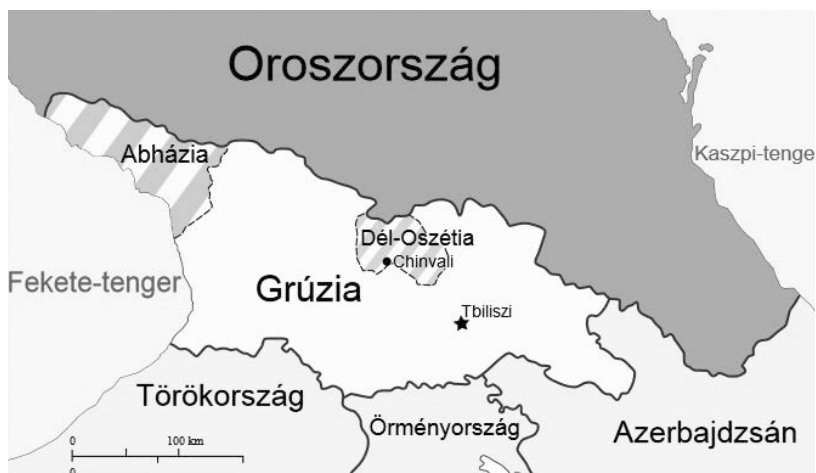 Oroszország
Abházia
Kaszpi-tenge
Dél-Oszétia
Chinvali
Fekete-tenger
Grúzia
Tbiliszi
Törökország
Örményország
Azerbajdzsán
0 100 km
0